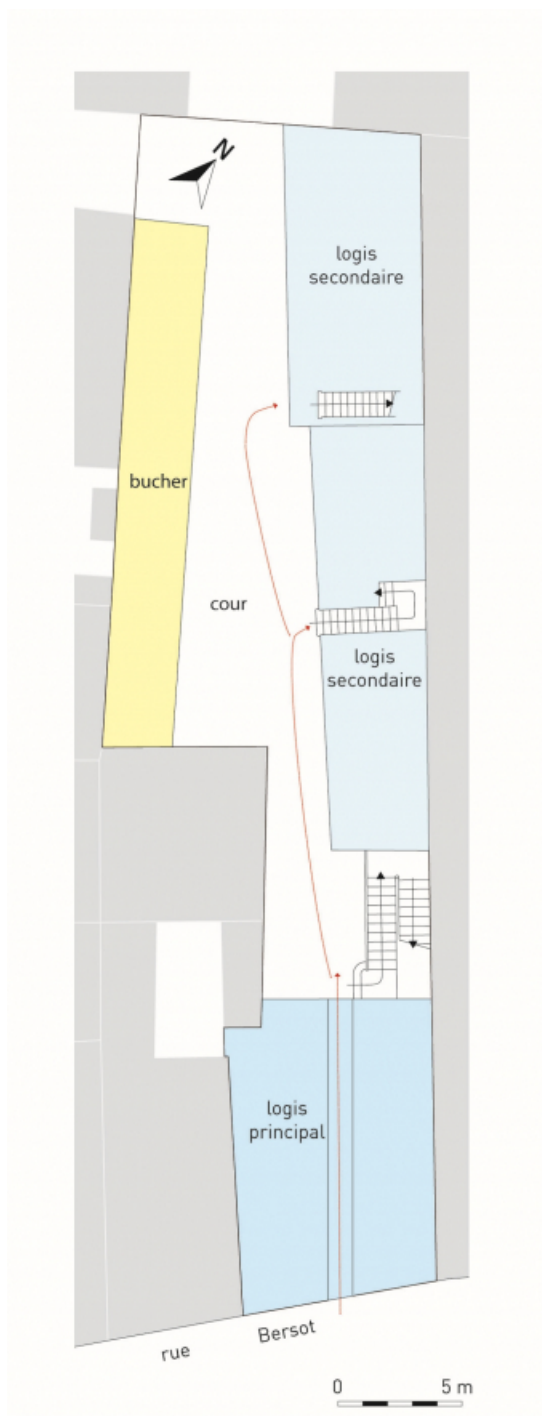 N
logis
secondaire
bucher
cour
logis
secondaire
logis
principal
rue Bersot
0 5 m